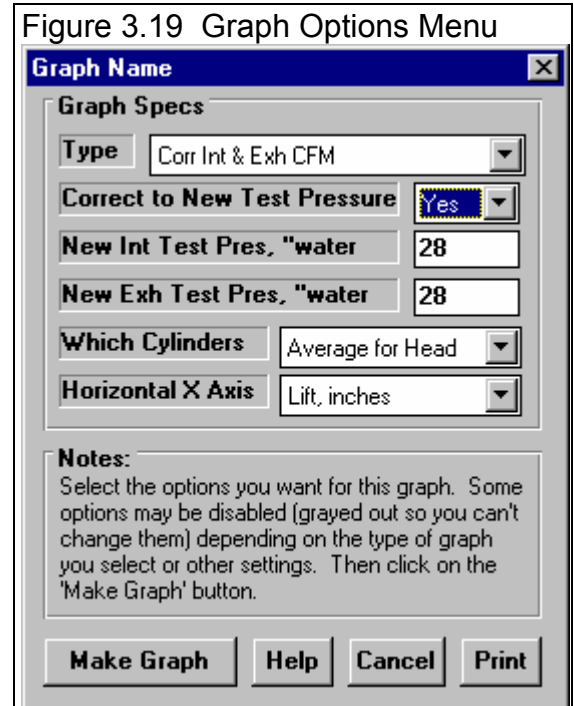 Figure 3.19 Graph Options Menu
Graph Name
Graph Specs
Type Corr Int & Exh CFM
Correct to New Test Pressure Yes
New Int Test Pres, "water 28
New Exh Test Pres, "water 28
Which Cylinders Average for Head
Horizontal X Axis Lift, inches
Notes:
Select the options you want for this graph. Some
options may be disabled (grayed out so you can't
change them) depending on the type of graph
you select or other settings. Then click on the
'Make Graph' button.
Make Graph Help Cancel Print